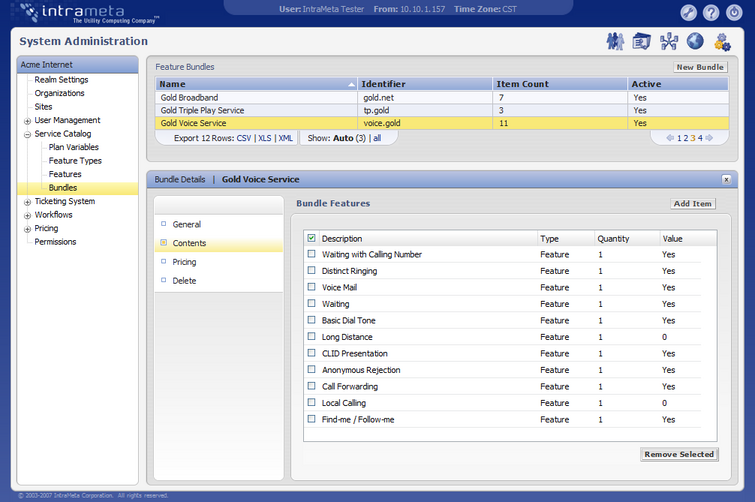 intrameta
The Utility Computing Company™
User: IntraMeta Tester From: 10.10.1.157 Time Zone: CST
System Administration
Acme Internet
Realm Settings
Organizations
Sites
User Management
Service Catalog
Plan Variables
Feature Types
Features
Bundles
Ticketing System
Workflows
Pricing
Permissions
Feature Bundles New Bundle
Name Identifier Item Count Active
Gold Broadband gold.net 7 Yes
Gold Triple Play Service tp.gold 3 Yes
Gold Voice Service voice.gold 11 Yes
Export 12 Rows: CSV | XLS | XML Show: Auto (3) | all 1 2 3 4
Bundle Details | Gold Voice Service x
General
Contents
Pricing
Delete
Bundle Features Add Item
Description Type Quantity Value
Waiting with Calling Number Feature 1 Yes
Distinct Ringing Feature 1 Yes
Voice Mail Feature 1 Yes
Waiting Feature 1 Yes
Basic Dial Tone Feature 1 Yes
Long Distance Feature 1 0
CLID Presentation Feature 1 Yes
Anonymous Rejection Feature 1 Yes
Call Forwarding Feature 1 Yes
Local Calling Feature 1 0
Find-me / Follow-me Feature 1 Yes
Remove Selected
© 2003-2007 IntraMeta Corporation. All rights reserved.